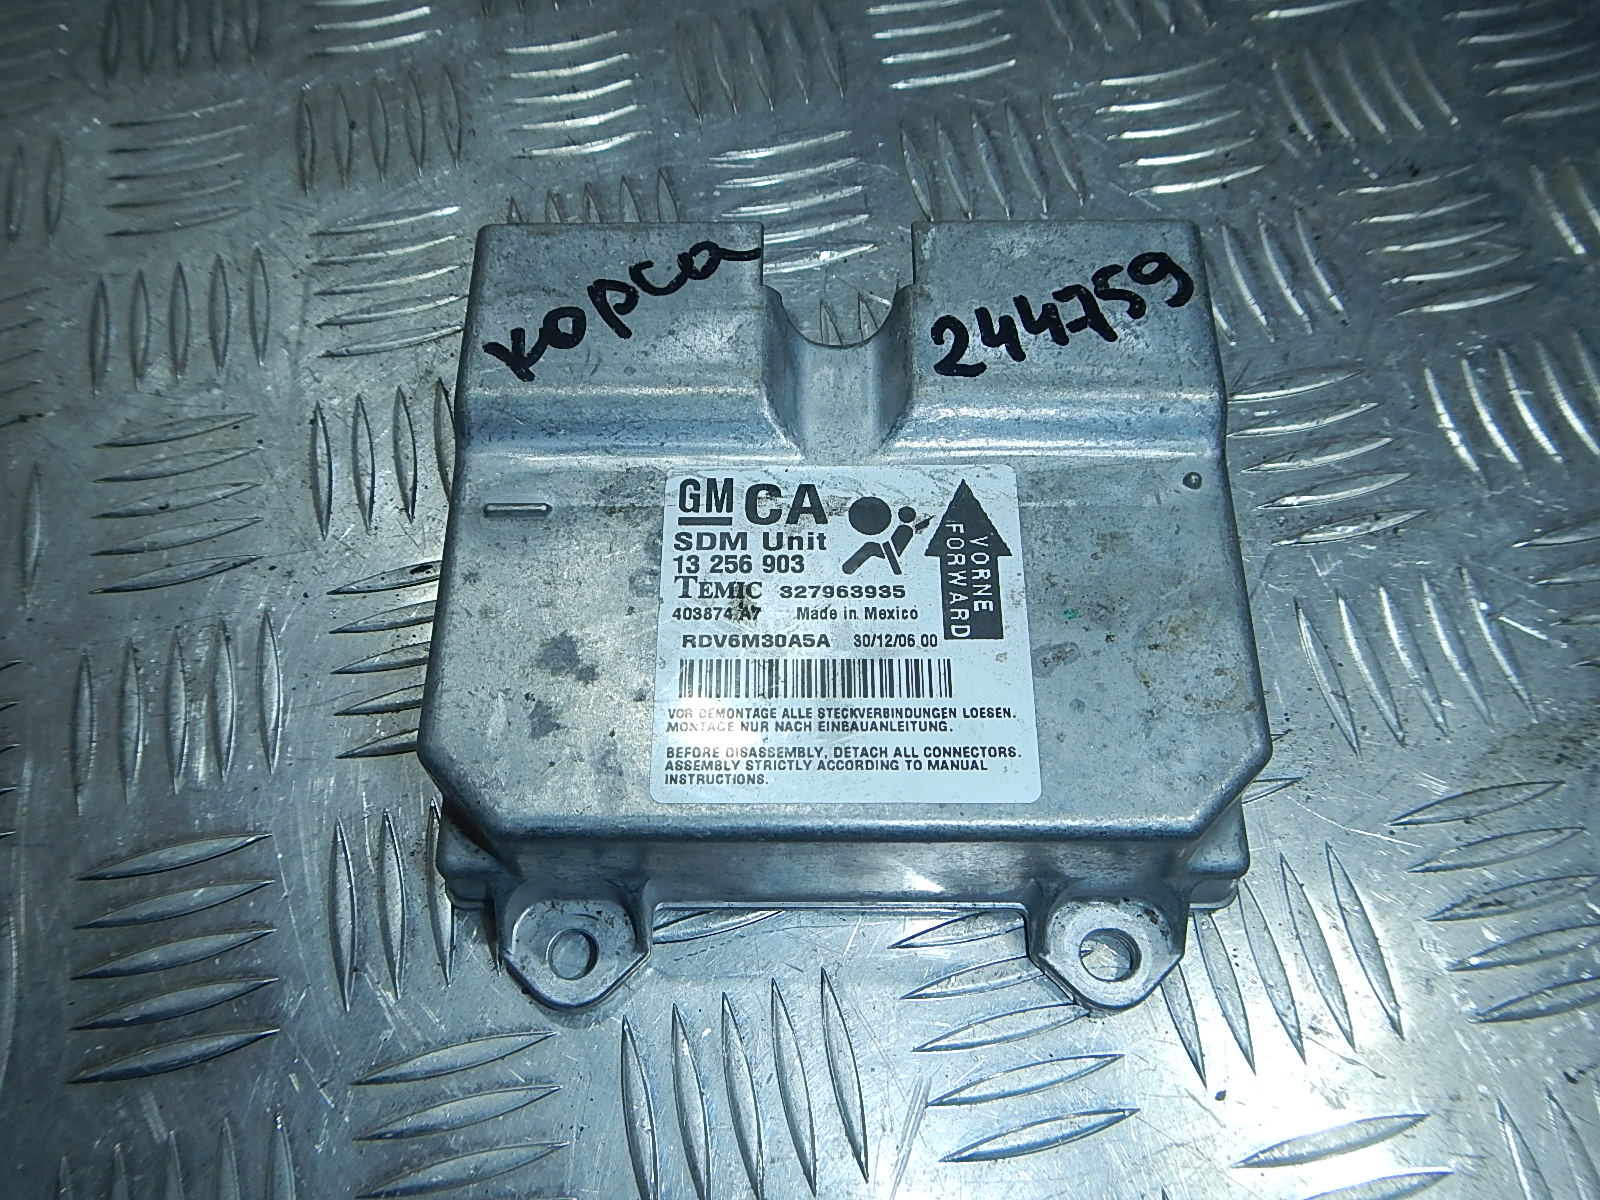 корса
244759
GM CA
SDM Unit
13 256 903
TEMIC 327963935
403874 A7 Made in Mexico
RDV6M30A5A 30/12/06 00
VORNE
FORWARD
VOR DEMONTAGE ALLE STECKVERBINDUNGEN LOESEN.
MONTAGE NUR NACH EINBAUANLEITUNG.
BEFORE DISASSEMBLY, DETACH ALL CONNECTORS.
ASSEMBLY STRICTLY ACCORDING TO MANUAL
INSTRUCTIONS.